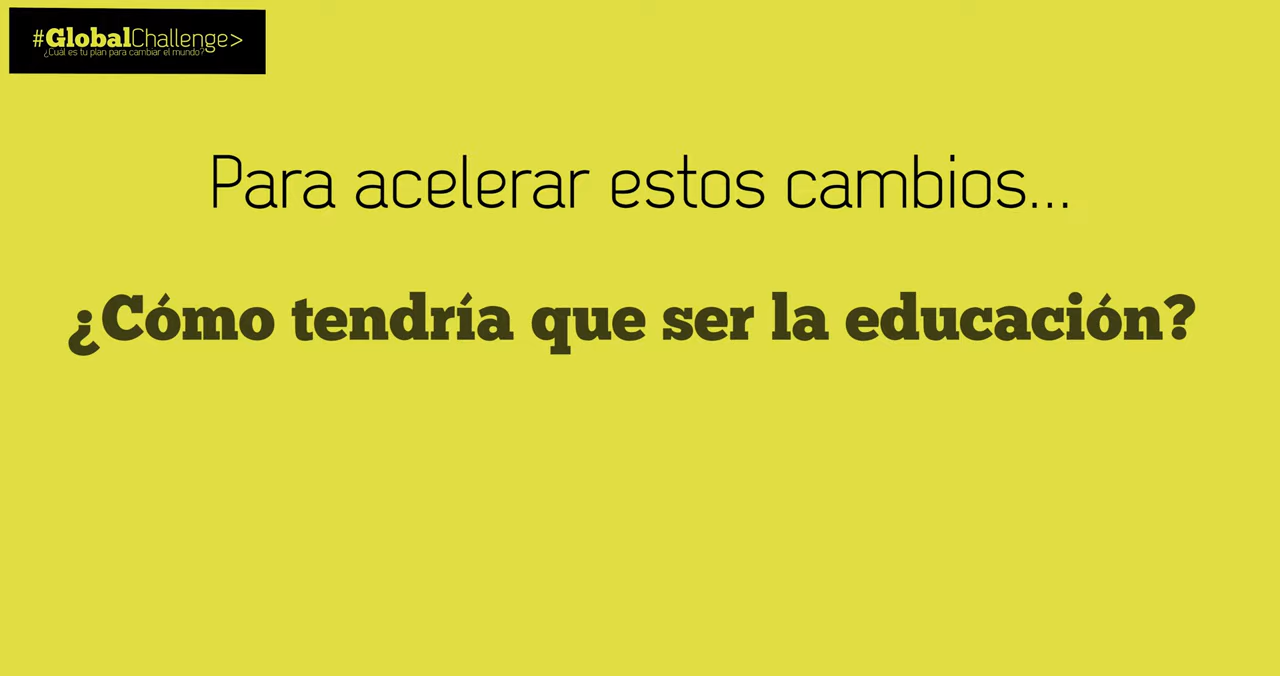 #GlobalChallenge>
¿Cuál es tu plan para cambiar el mundo?
Para acelerar estos cambios...
¿Cómo tendría que ser la educación?